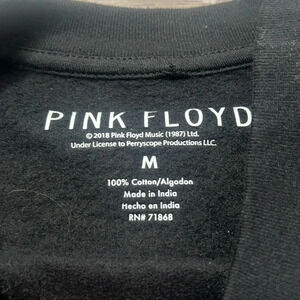 PINK FLOYD
© 2018 Pink Floyd Music (1987) Ltd.
Under License to Perryscope Productions LLC.
M
100% Cotton/Algodon
Made in India
Hecho en India
RN# 71868